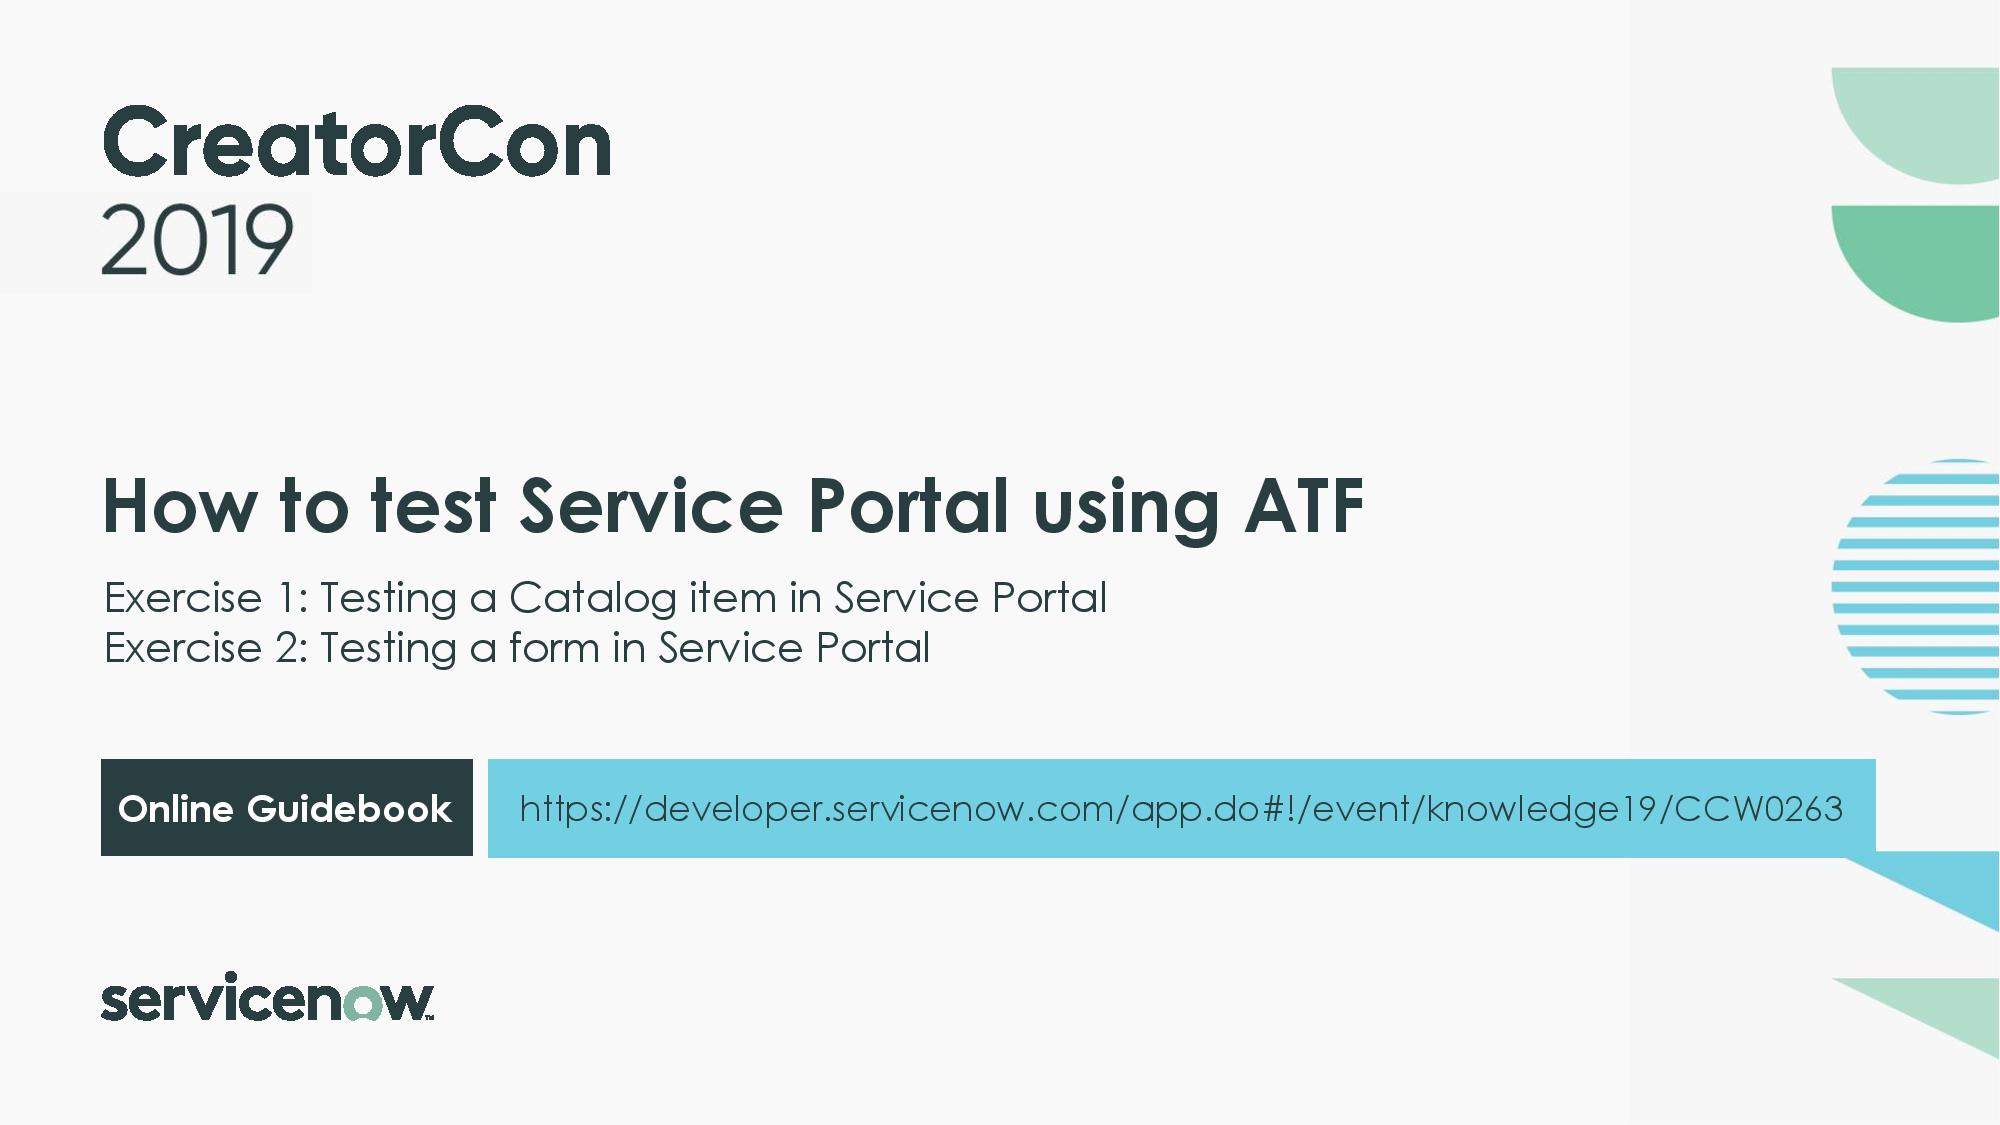 CreatorCon
2019
How to test Service Portal using ATF
Exercise 1: Testing a Catalog item in Service Portal
Exercise 2: Testing a form in Service Portal
Online Guidebook
https://developer.servicenow.com/app.do#!/event/knowledge19/CCW0263
servicenow™